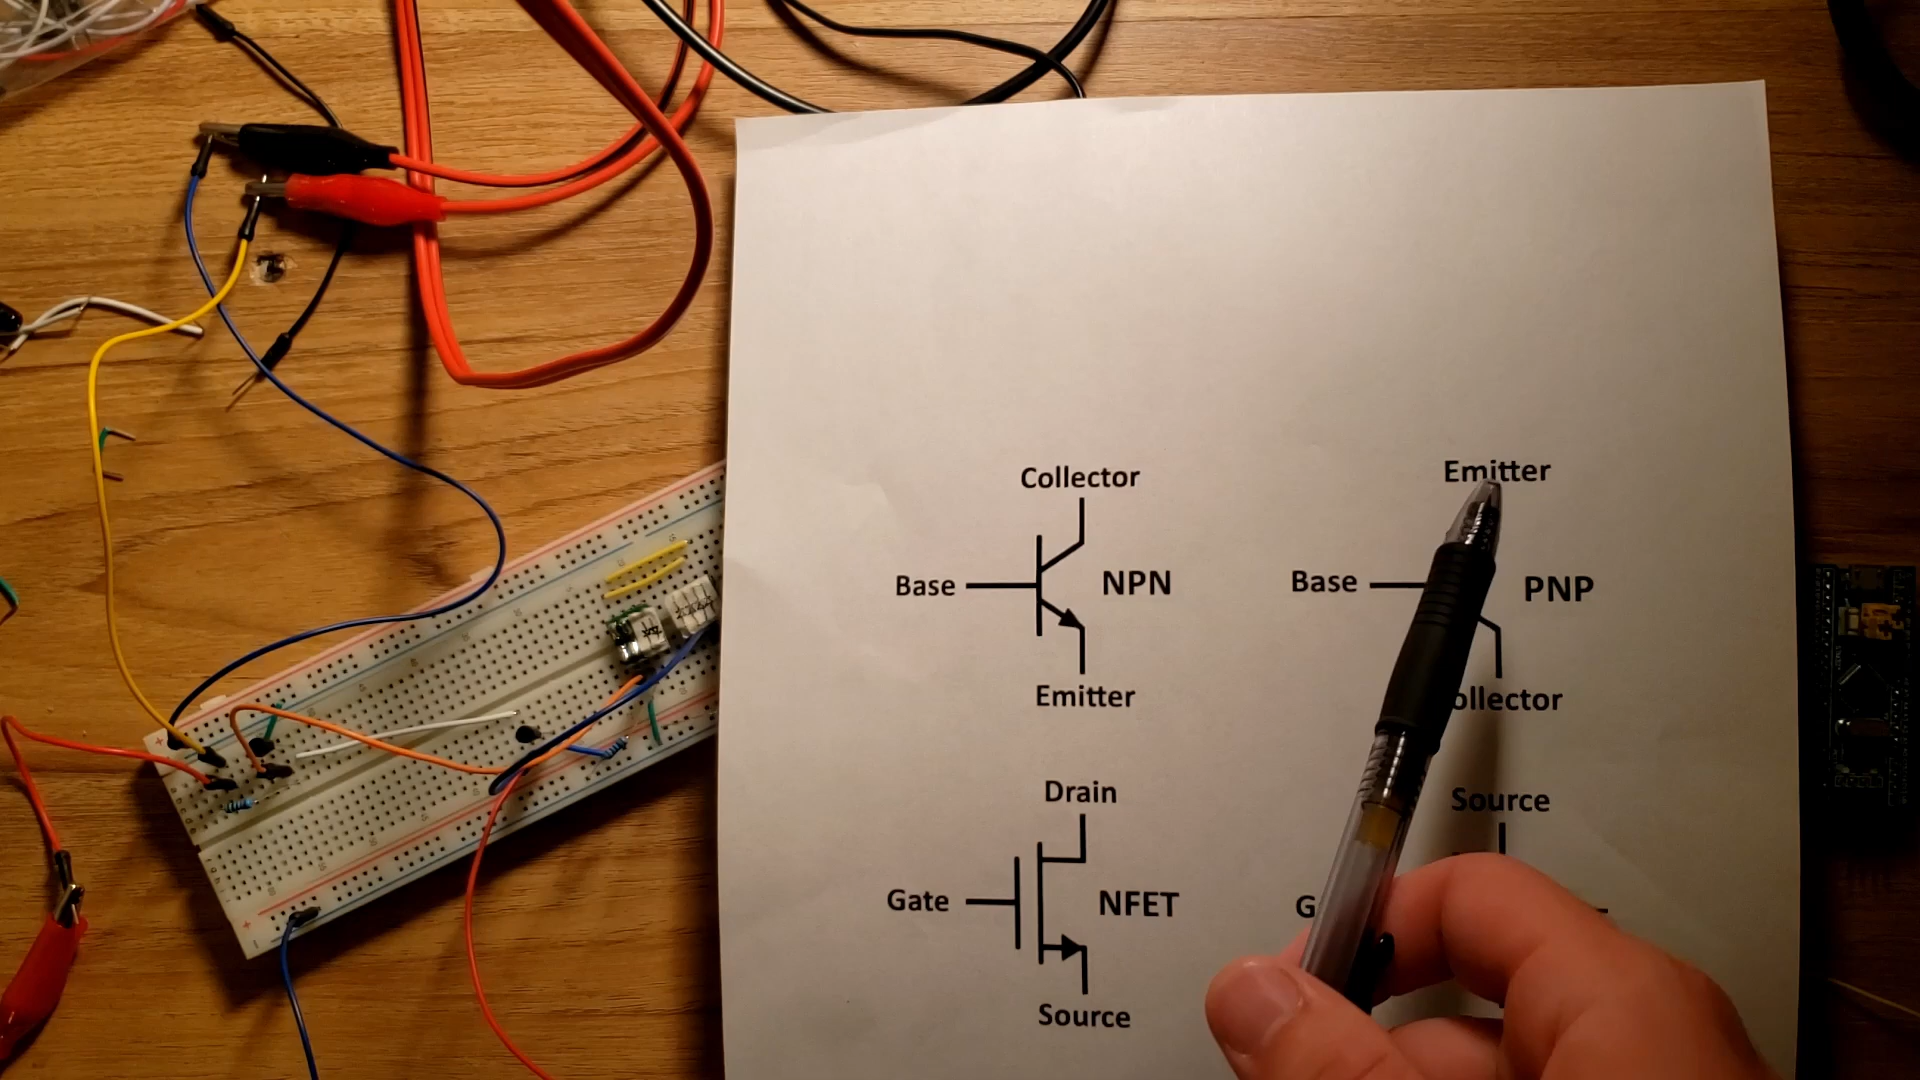 Collector
Base
NPN
Emitter
Emitter
Base
PNP
ollector
Drain
Gate
NFET
Source
Source
G